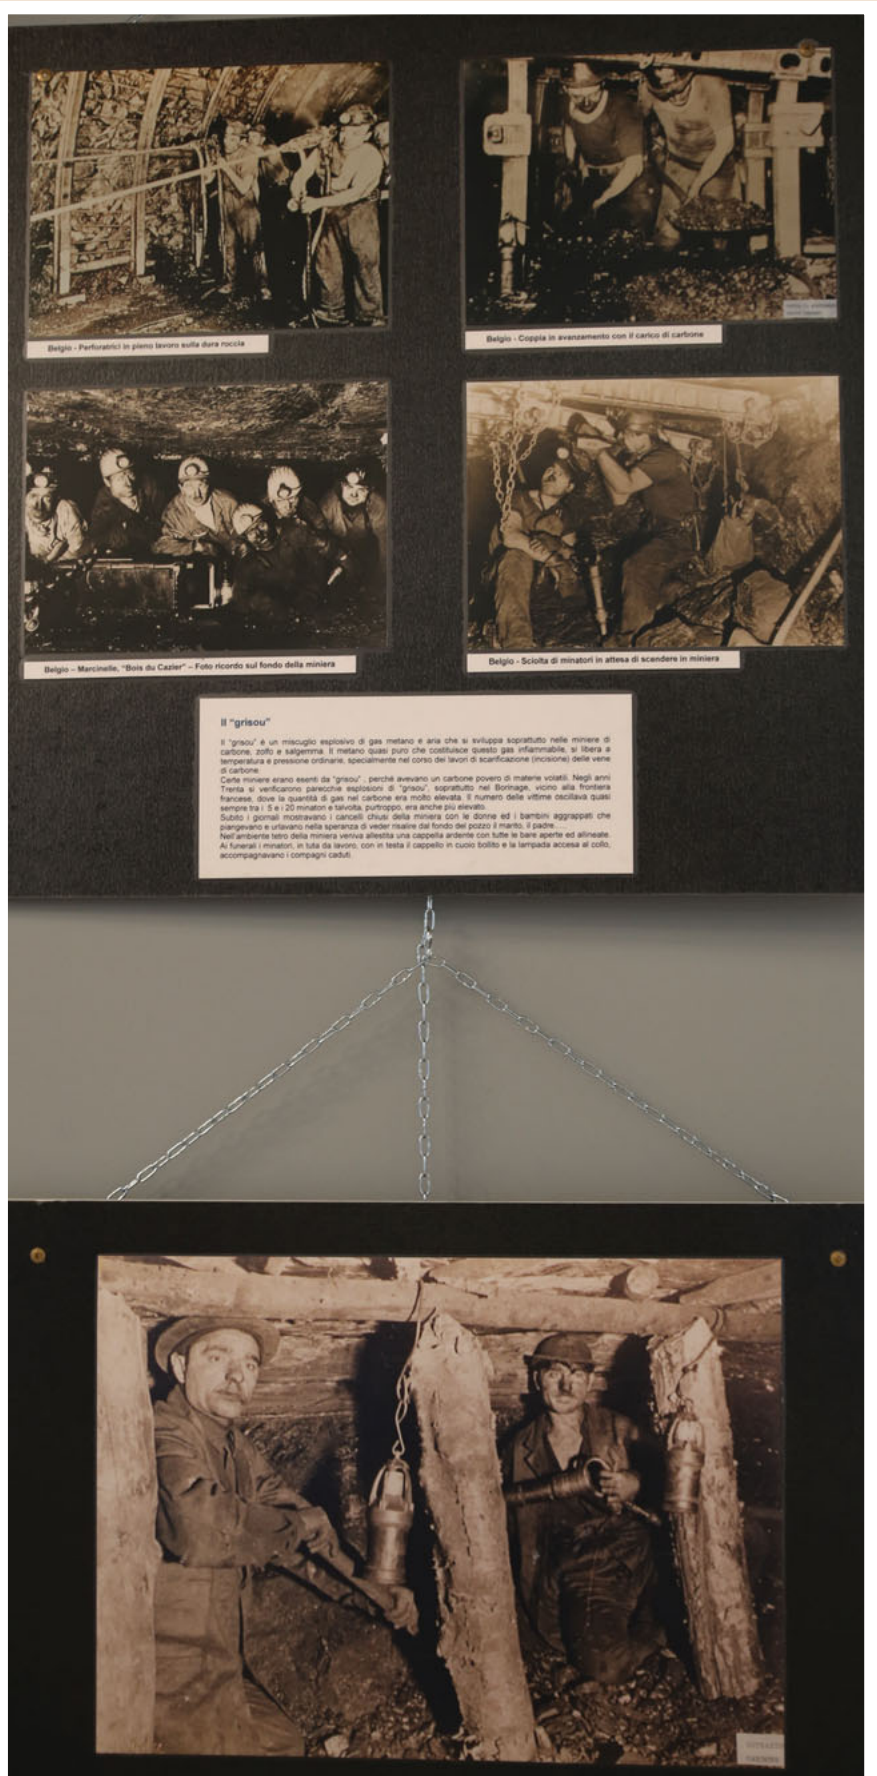 Belgio - Perforatrici in pieno lavoro sulla dura roccia
Belgio - Coppia in avanzamento con il carico di carbone
Belgio – Marcinelle, "Bois du Cazier" – Foto ricordo sul fondo della miniera
Belgio - Sciolta di minatori in attesa di scendere in miniera
Il "grisou"
Il "grisou" è un miscuglio esplosivo di gas metano e aria che si sviluppa soprattutto nelle miniere di
carbone, zolfo e salgemma. Il metano quasi puro che costituisce questo gas infiammabile, si libera a
temperatura e pressione ordinarie, specialmente nel corso dei lavori di scarificazione (incisione) delle vene
di carbone.
Certe miniere erano esenti da "grisou", perché avevano un carbone povero di materie volatili. Negli anni
Trenta si verificarono parecchie esplosioni di "grisou", soprattutto nel Borinage, vicino alla frontiera
francese, dove la quantità di gas nel carbone era molto elevata. Il numero delle vittime oscillava quasi
sempre tra i 5 e i 20 minatori e talvolta, purtroppo, era anche più elevato.
Subito i giornali mostravano i cancelli chiusi della miniera con le donne ed i bambini aggrappati che
piangevano e urlavano nella speranza di veder risalire dal fondo del pozzo il marito, il padre.....
Nell'ambiente tetro della miniera veniva allestita una cappella ardente con tutte le bare aperte ed allineate.
Ai funerali i minatori, in tuta da lavoro, con in testa il cappello in cuoio bollito e la lampada accesa al collo,
accompagnavano i compagni caduti.